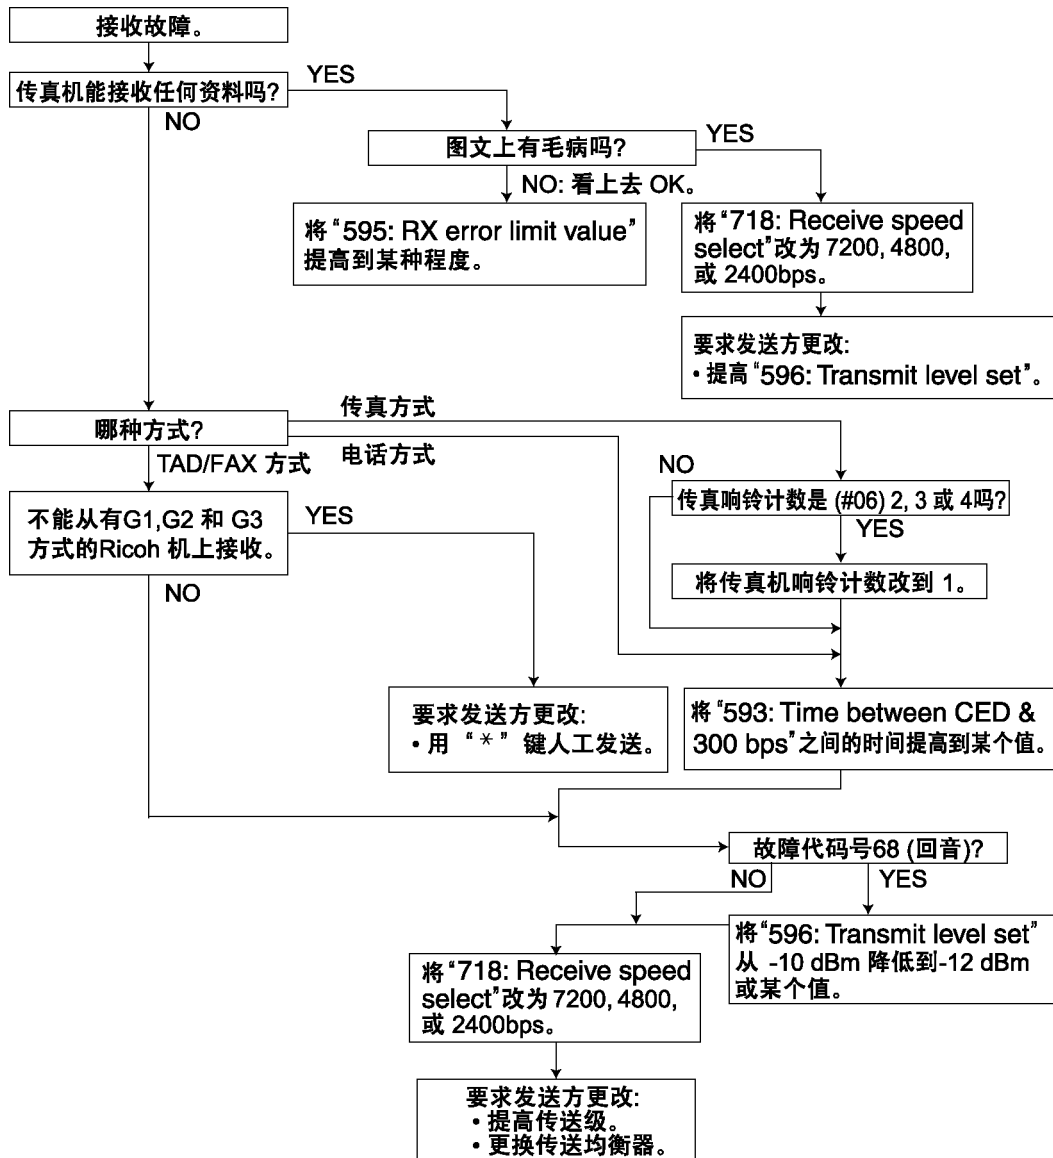 接收故障。
传真机能接收任何资料吗?
YES
NO
图文上有毛病吗?
YES
NO: 看上去 OK。
将“595: RX error limit value”
提高到某种程度。
将“718: Receive speed
select”改为 7200, 4800,
或 2400bps。
要求发送方更改:
• 提高“596: Transmit level set”。
哪种方式?
传真方式
电话方式
TAD/FAX 方式
NO
传真响铃计数是 (#06) 2, 3 或 4吗?
YES
不能从有G1,G2 和 G3
方式的Ricoh 机上接收。
YES
NO
将传真机响铃计数改到 1。
要求发送方更改:
• 用 “*” 键人工发送。
将“593: Time between CED &
300 bps”之间的时间提高到某个值。
故障代码号68 (回音)?
NO
YES
将“596: Transmit level set”
从 -10 dBm 降低到-12 dBm
或某个值。
将“718: Receive speed
select”改为 7200, 4800,
或 2400bps。
要求发送方更改:
• 提高传送级。
• 更换传送均衡器。